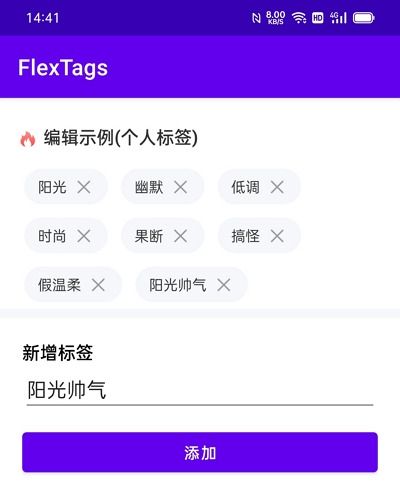 14:41 8.00 KB/S HD 4G
FlexTags
编辑示例(个人标签)
阳光 幽默 低调
时尚 果断 搞怪
假温柔 阳光帅气
新增标签
阳光帅气
添加